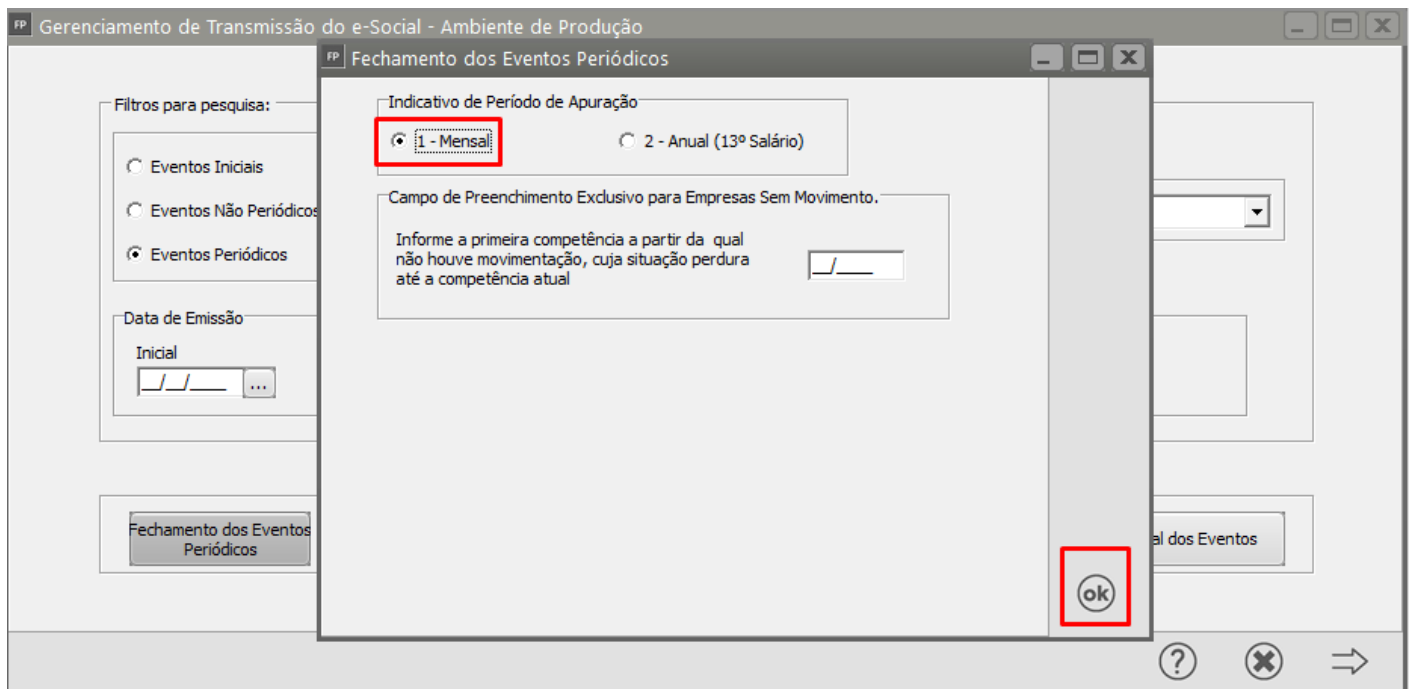 FP Gerenciamento de Transmissão do e-Social - Ambiente de Produção
FP Fechamento dos Eventos Periódicos
Filtros para pesquisa:
Eventos Iniciais
Eventos Não Periódicos
Eventos Periódicos
Data de Emissão
Inicial
__/__/____ ...
Indicativo de Período de Apuração
1 - Mensal
2 - Anual (13º Salário)
Campo de Preenchimento Exclusivo para Empresas Sem Movimento.
Informe a primeira competência a partir da qual
não houve movimentação, cuja situação perdura
até a competência atual
__/____
Fechamento dos Eventos
Periódicos
al dos Eventos
ok
?